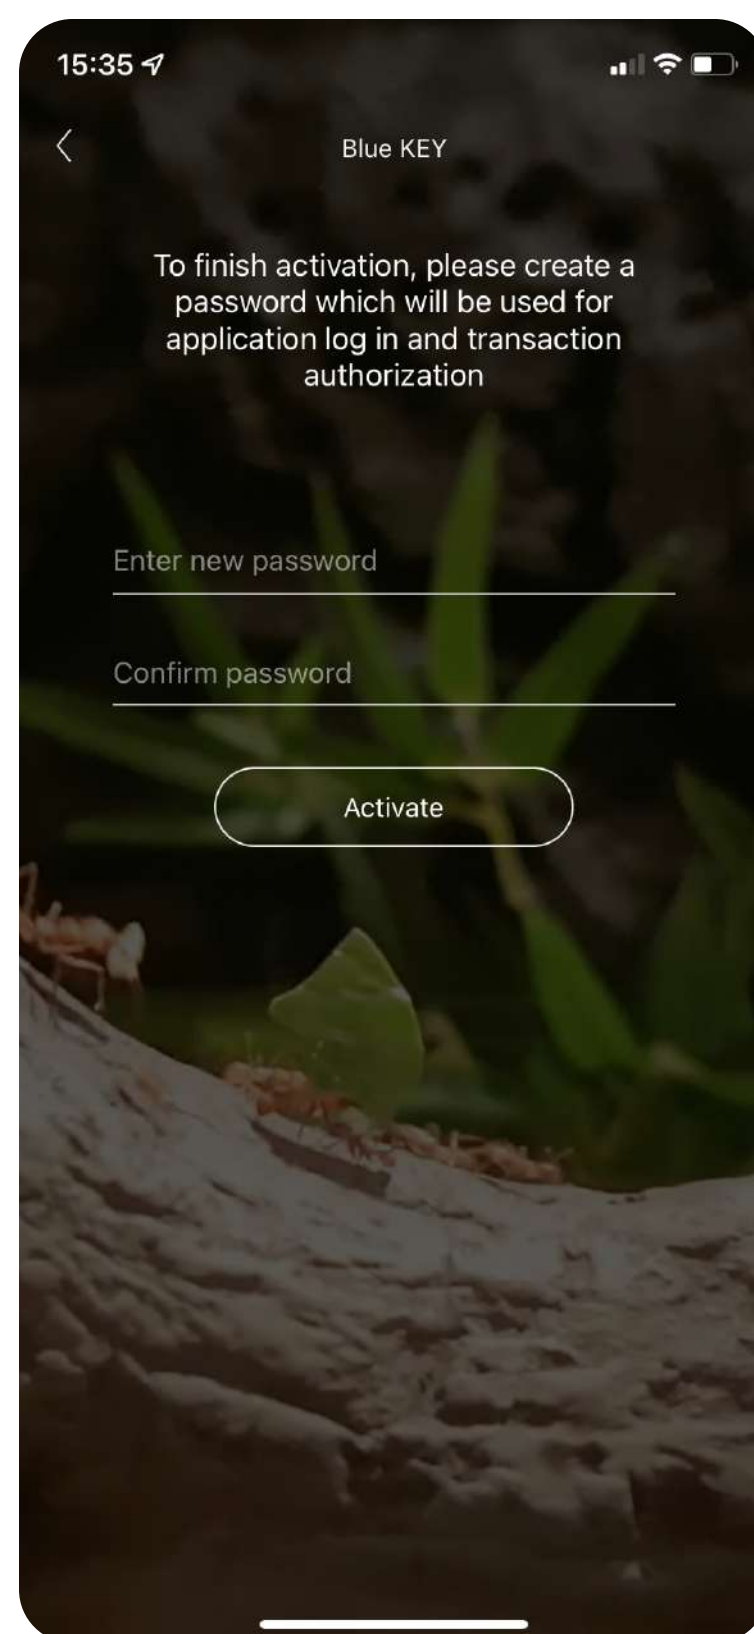 15:35
Blue KEY
To finish activation, please create a
password which will be used for
application log in and transaction
authorization
Enter new password
Confirm password
Activate